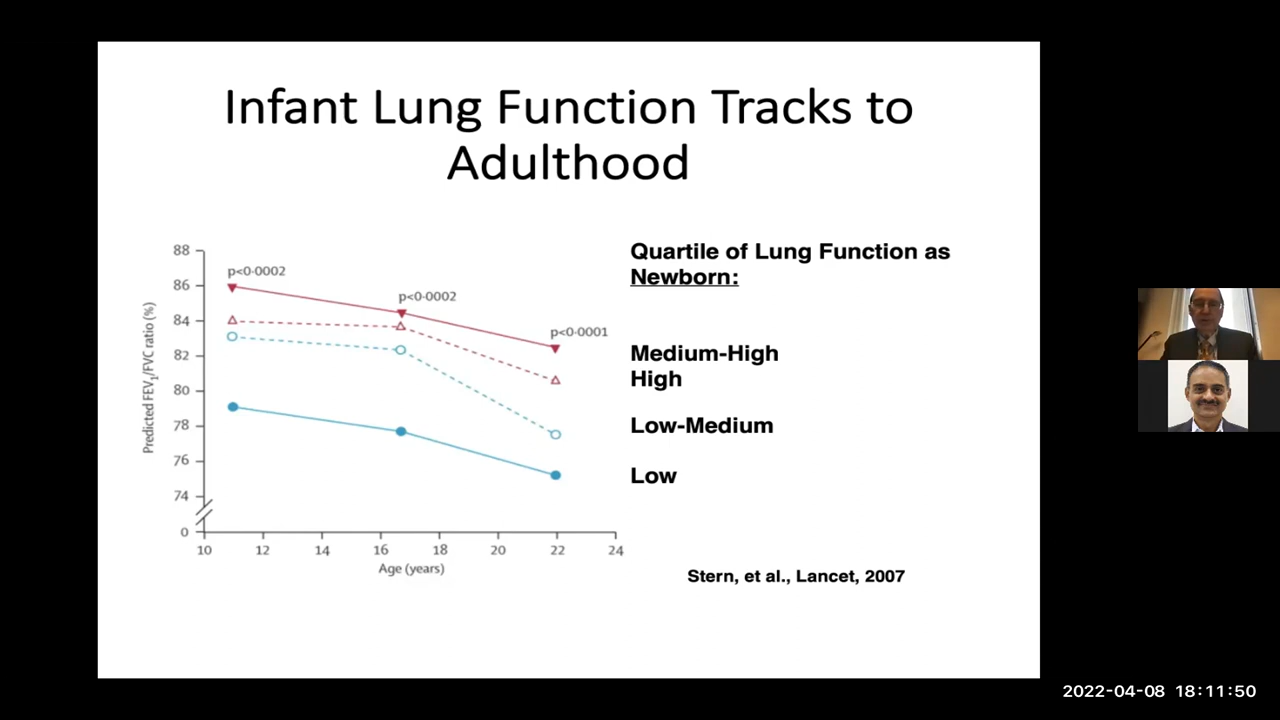 Infant Lung Function Tracks to
Adulthood
88
86
84
82
80
78
76
74
0
Predicted FEV₁/FVC ratio (%)
p<0·0002
p<0·0002
p<0·0001
10 12 14 16 18 20 22 24
Age (years)
Quartile of Lung Function as
Newborn:
Medium-High
High
Low-Medium
Low
Stern, et al., Lancet, 2007
2022-04-08 18:11:50